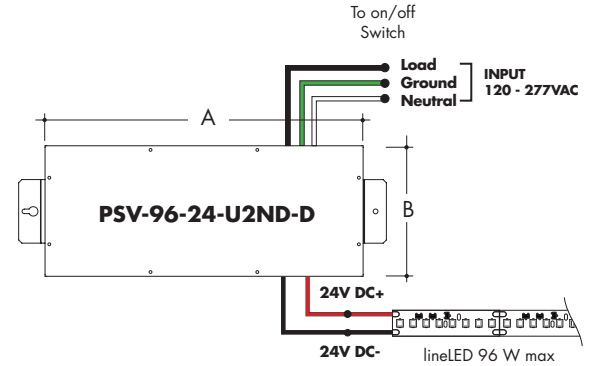 To on/off
Switch
Load
Ground
Neutral
INPUT
120 - 277VAC
A
PSV-96-24-U2ND-D
B
24V DC+
24V DC-
lineLED 96 W max